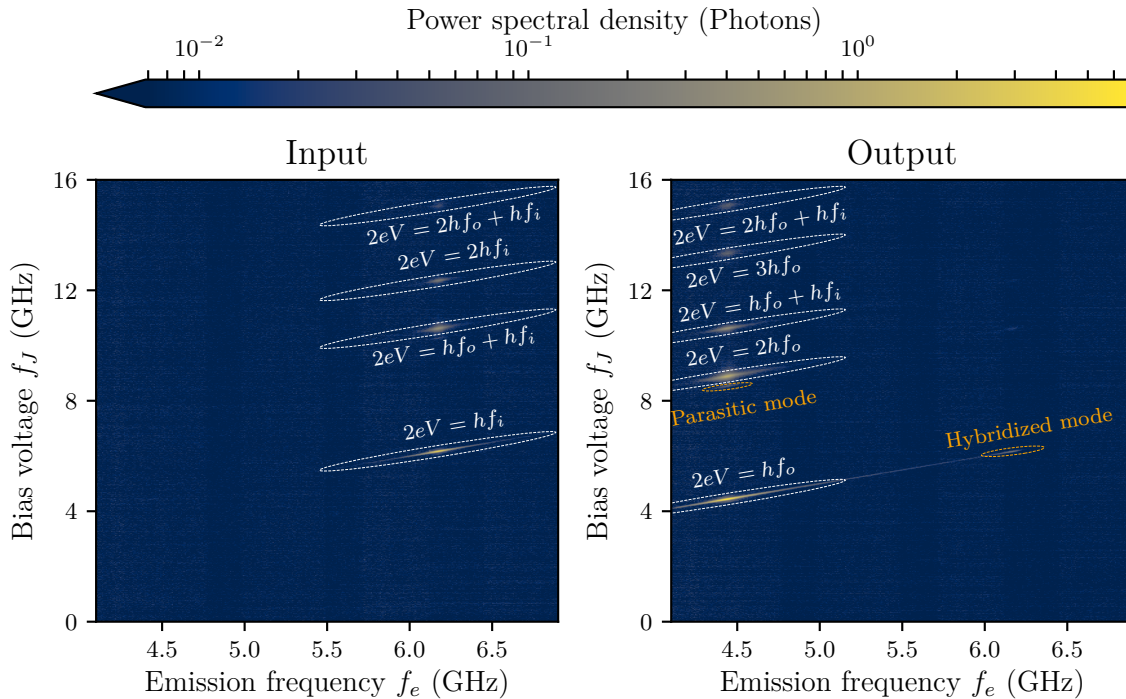 Power spectral density (Photons)
10⁻² 10⁻¹ 10⁰
Input
Bias voltage f_J (GHz)
16
12
8
4
0
2eV = 2hf_o + hf_i
2eV = 2hf_i
2eV = hf_o + hf_i
2eV = hf_i
4.5 5.0 5.5 6.0 6.5
Emission frequency f_e (GHz)
Output
Bias voltage f_J (GHz)
16
12
8
4
0
2eV = 2hf_o + hf_i
2eV = 3hf_o
2eV = hf_o + hf_i
2eV = 2hf_o
Parasitic mode
Hybridized mode
2eV = hf_o
4.5 5.0 5.5 6.0 6.5
Emission frequency f_e (GHz)